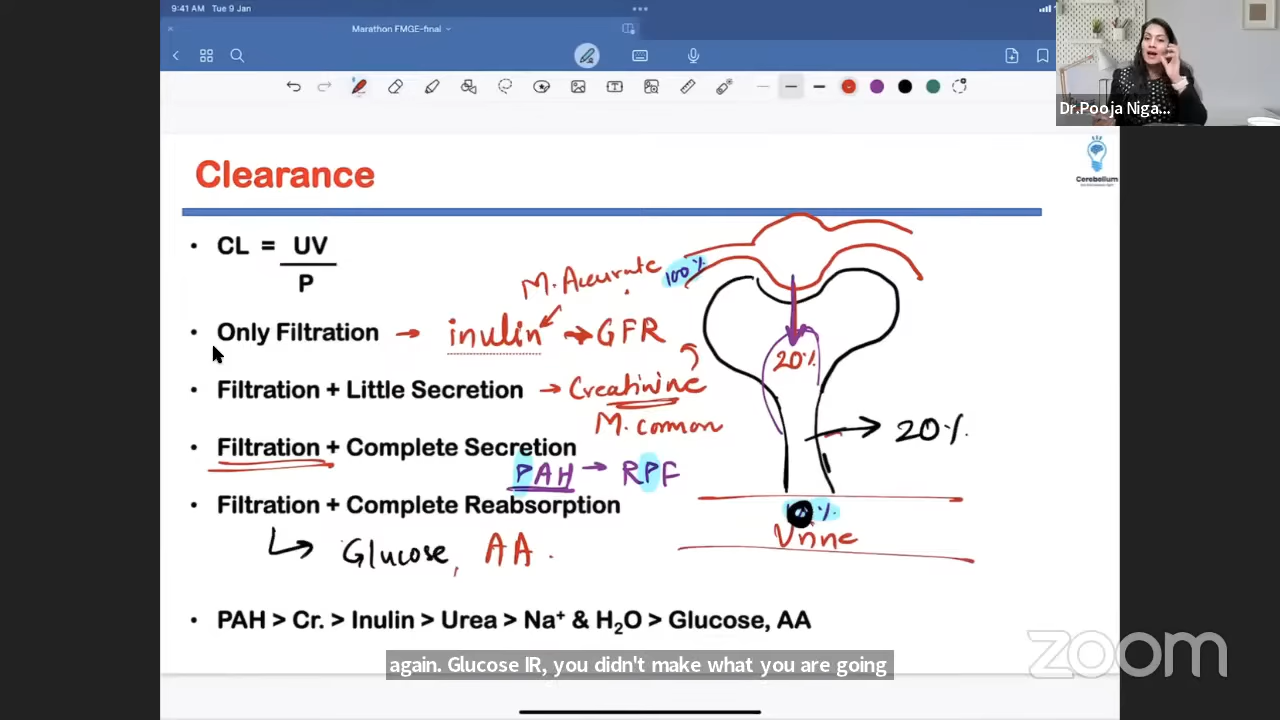 9:41 AM Tue 9 Jan
Marathon FMGE-final
Dr.Pooja Niga...
Cerebellum
Clearance
• CL = UV
P
• Only Filtration → inulin → GFR
M. Accurate
100%
20%
• Filtration + Little Secretion → Creatinine
M. common
→ 20%
• Filtration + Complete Secretion
PAH → RPF
• Filtration + Complete Reabsorption
Glucose, AA.
%
Urine
• PAH > Cr. > Inulin > Urea > Na⁺ & H₂O > Glucose, AA
again. Glucose IR, you didn't make what you are going
zoom